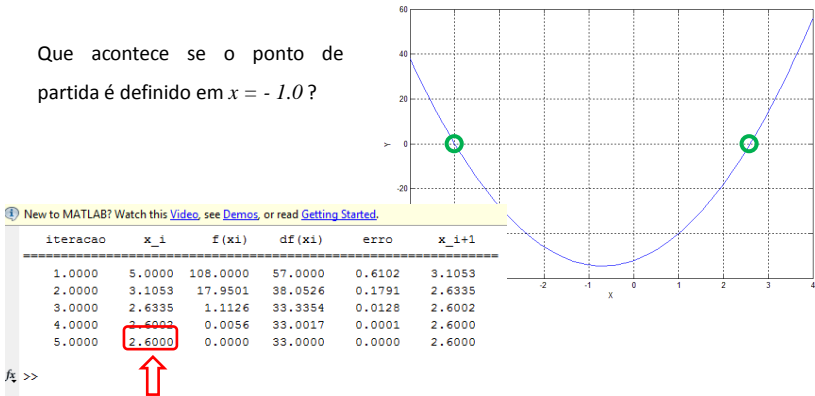 Que acontece se o ponto de
partida é definido em x = - 1.0 ?
60
40
20
0
-20
Y
-2 -1 0 1 2 3 4
X
New to MATLAB? Watch this Video, see Demos, or read Getting Started.
iteracao x_i f(xi) df(xi) erro x_i+1
==========================================================
1.0000 5.0000 108.0000 57.0000 0.6102 3.1053
2.0000 3.1053 17.9501 38.0526 0.1791 2.6335
3.0000 2.6335 1.1126 33.3354 0.0128 2.6002
4.0000 2.6002 0.0056 33.0017 0.0001 2.6000
5.0000 2.6000 0.0000 33.0000 0.0000 2.6000
fx >>